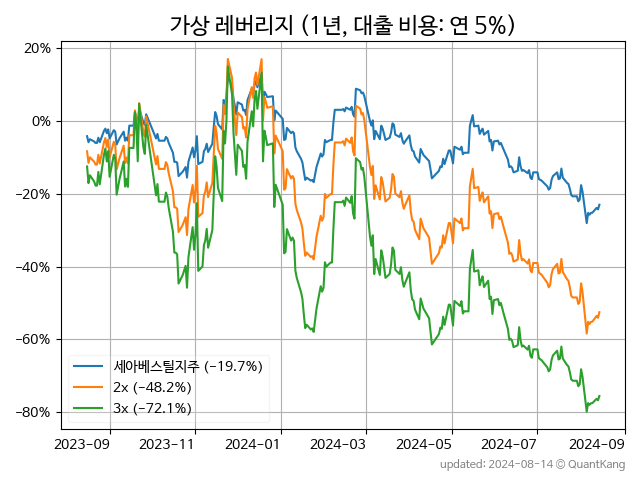 가상 레버리지 (1년, 대출 비용: 연 5%)
20%
0%
−20%
−40%
−60%
−80%
세아베스틸지주 (-19.7%)
2x (-48.2%)
3x (-72.1%)
2023-09
2023-11
2024-01
2024-03
2024-05
2024-07
2024-09
updated: 2024-08-14 © QuantKang